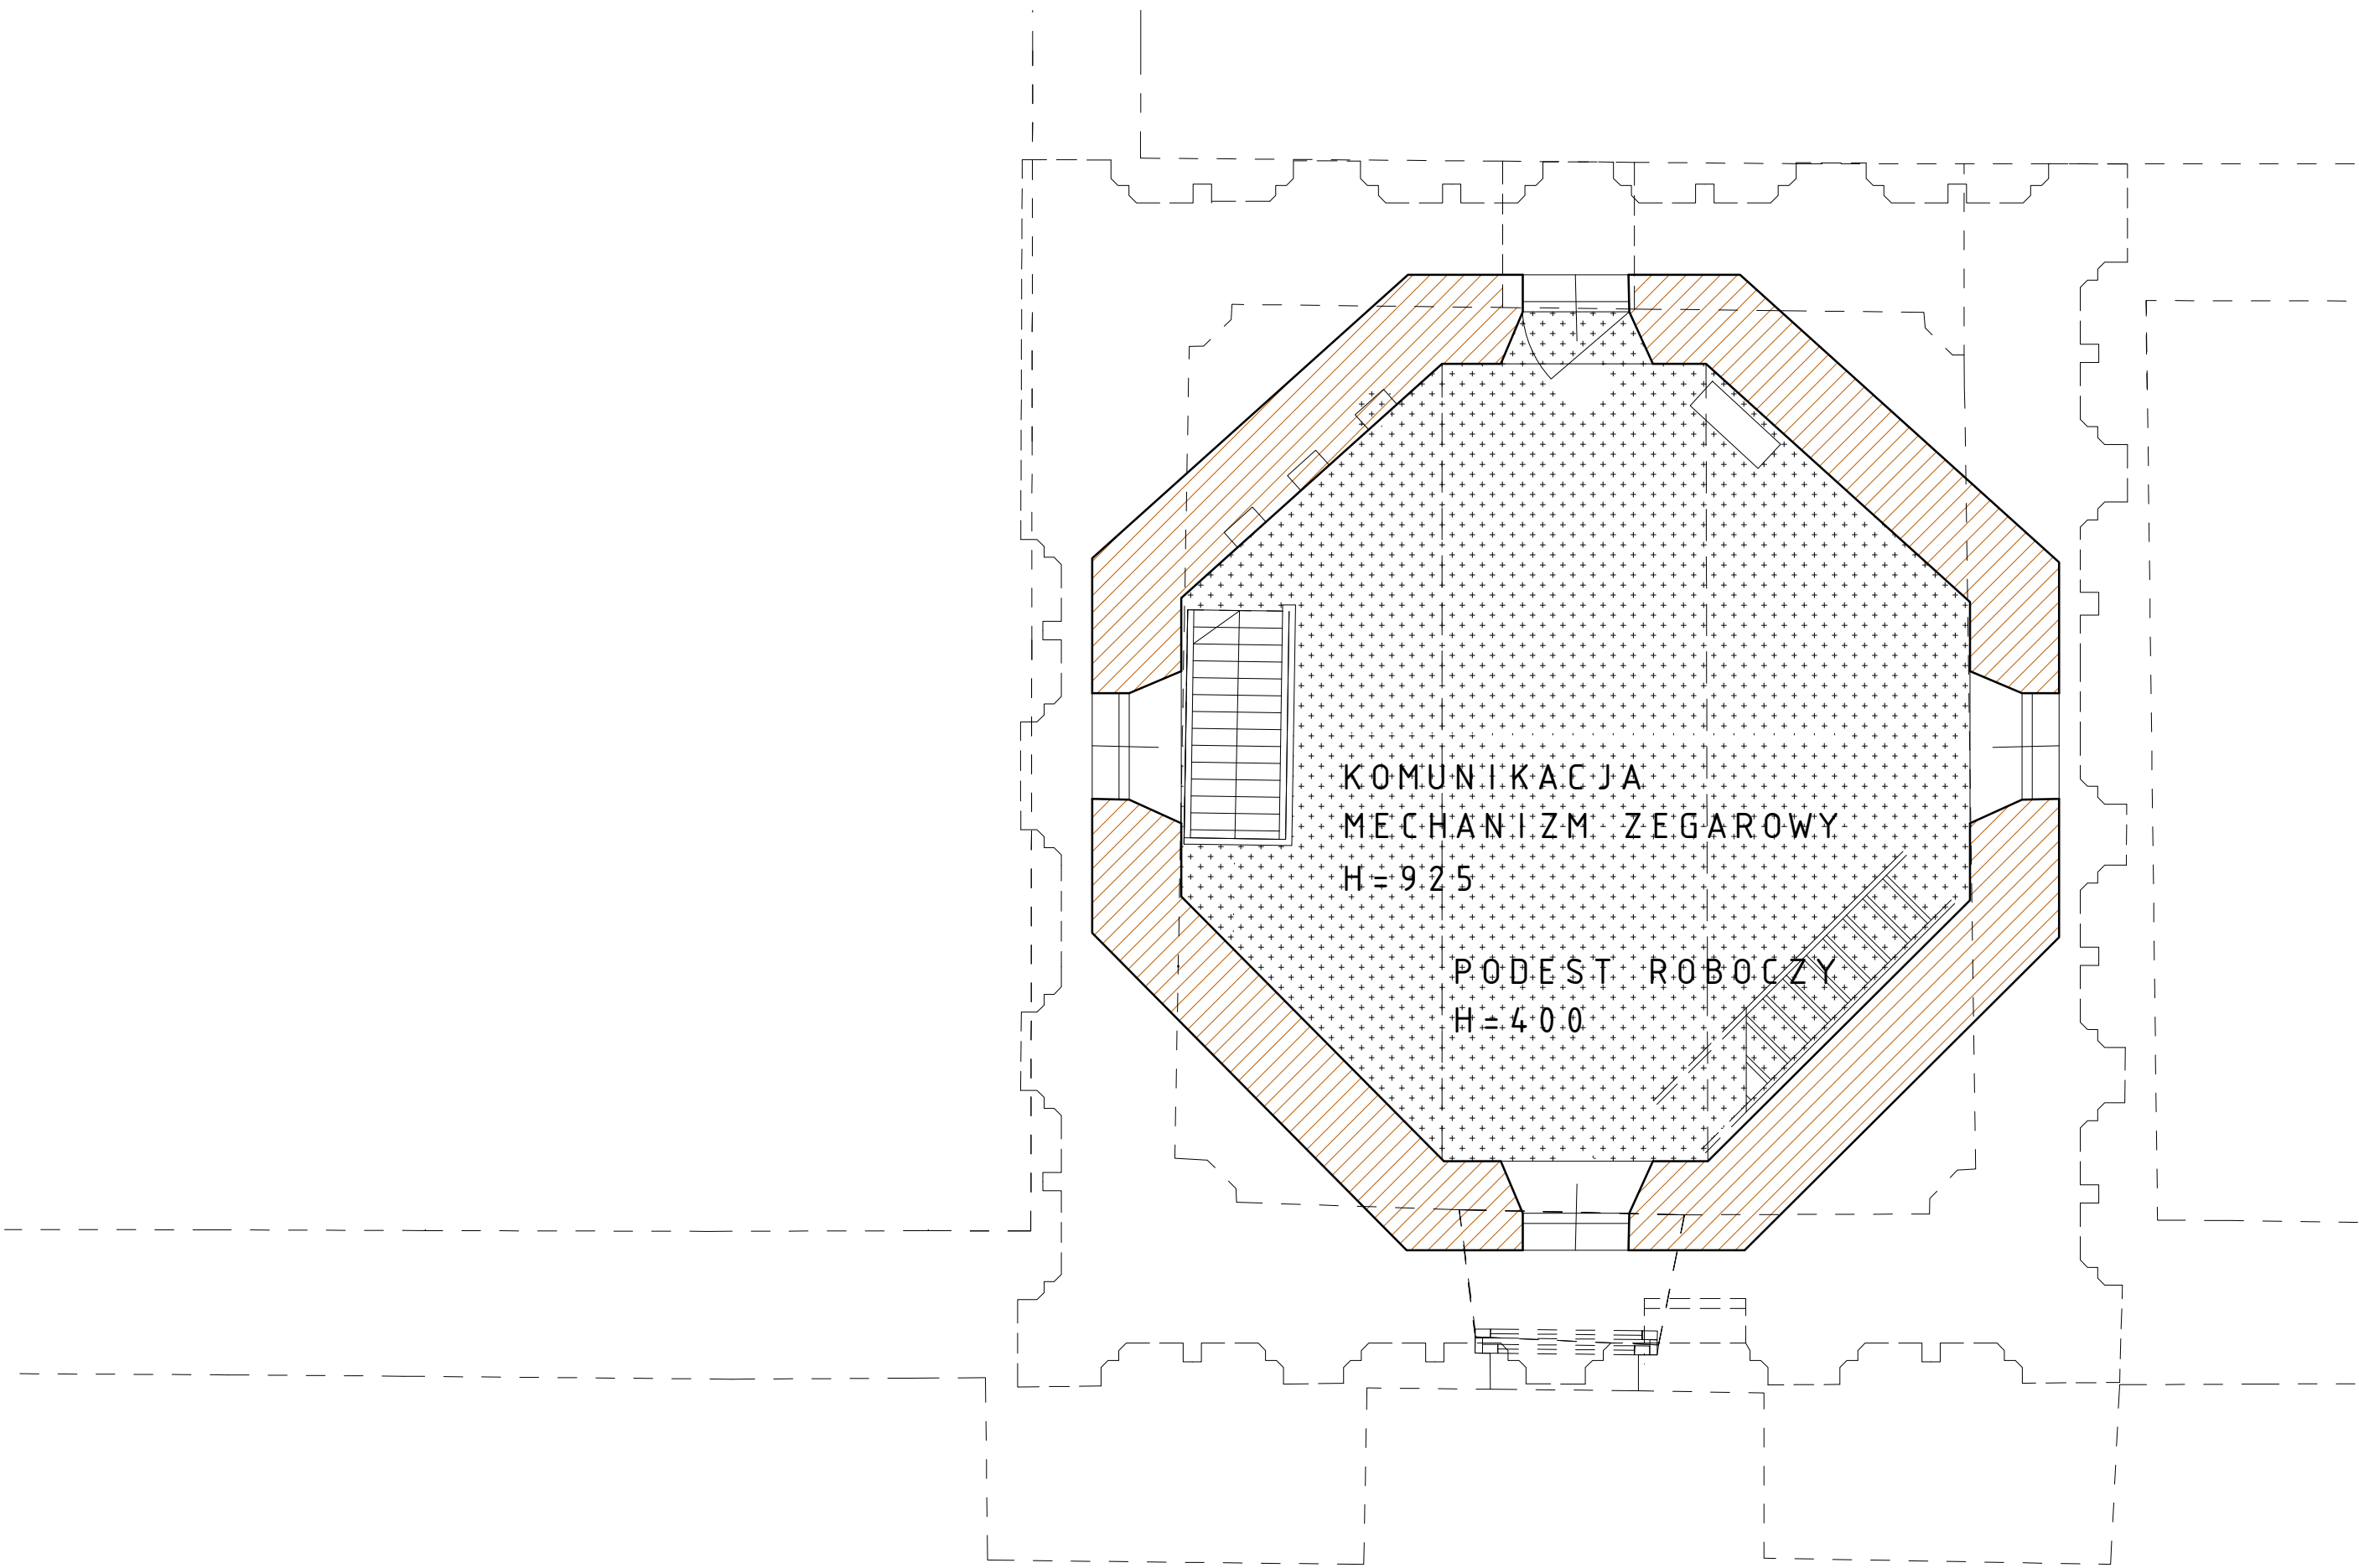 KOMUNIKACJA
MECHANIZM ZEGAROWY
H=925
PODEST ROBOCZY
H=400